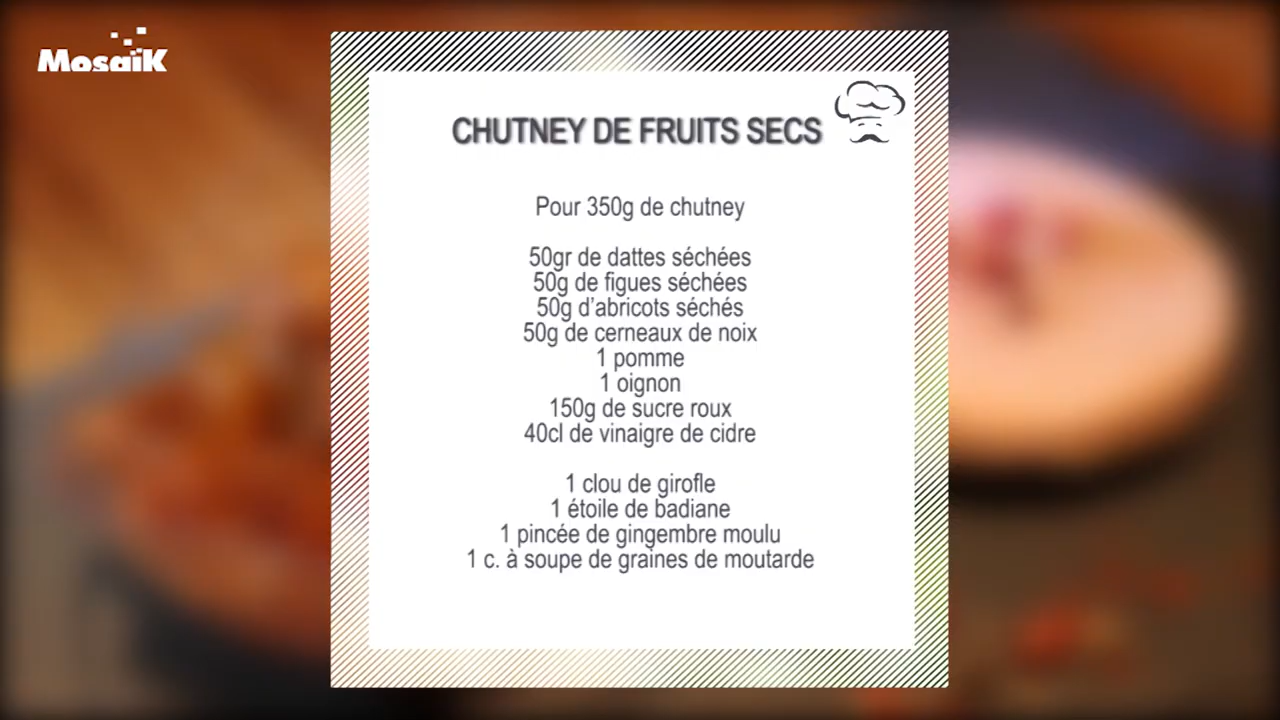 MosaiK
CHUTNEY DE FRUITS SECS
Pour 350g de chutney
50gr de dattes séchées
50g de figues séchées
50g d’abricots séchés
50g de cerneaux de noix
1 pomme
1 oignon
150g de sucre roux
40cl de vinaigre de cidre
1 clou de girofle
1 étoile de badiane
1 pincée de gingembre moulu
1 c. à soupe de graines de moutarde